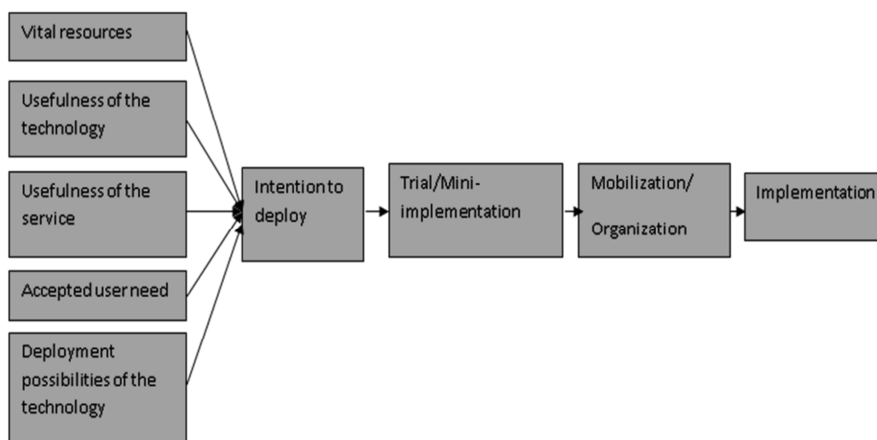 Vital resources
Usefulness of the
technology
Usefulness of the
service
Accepted user need
Deployment
possibilities of the
technology
Intention to
deploy
Trial/Mini-
implementation
Mobilization/
Organization
Implementation